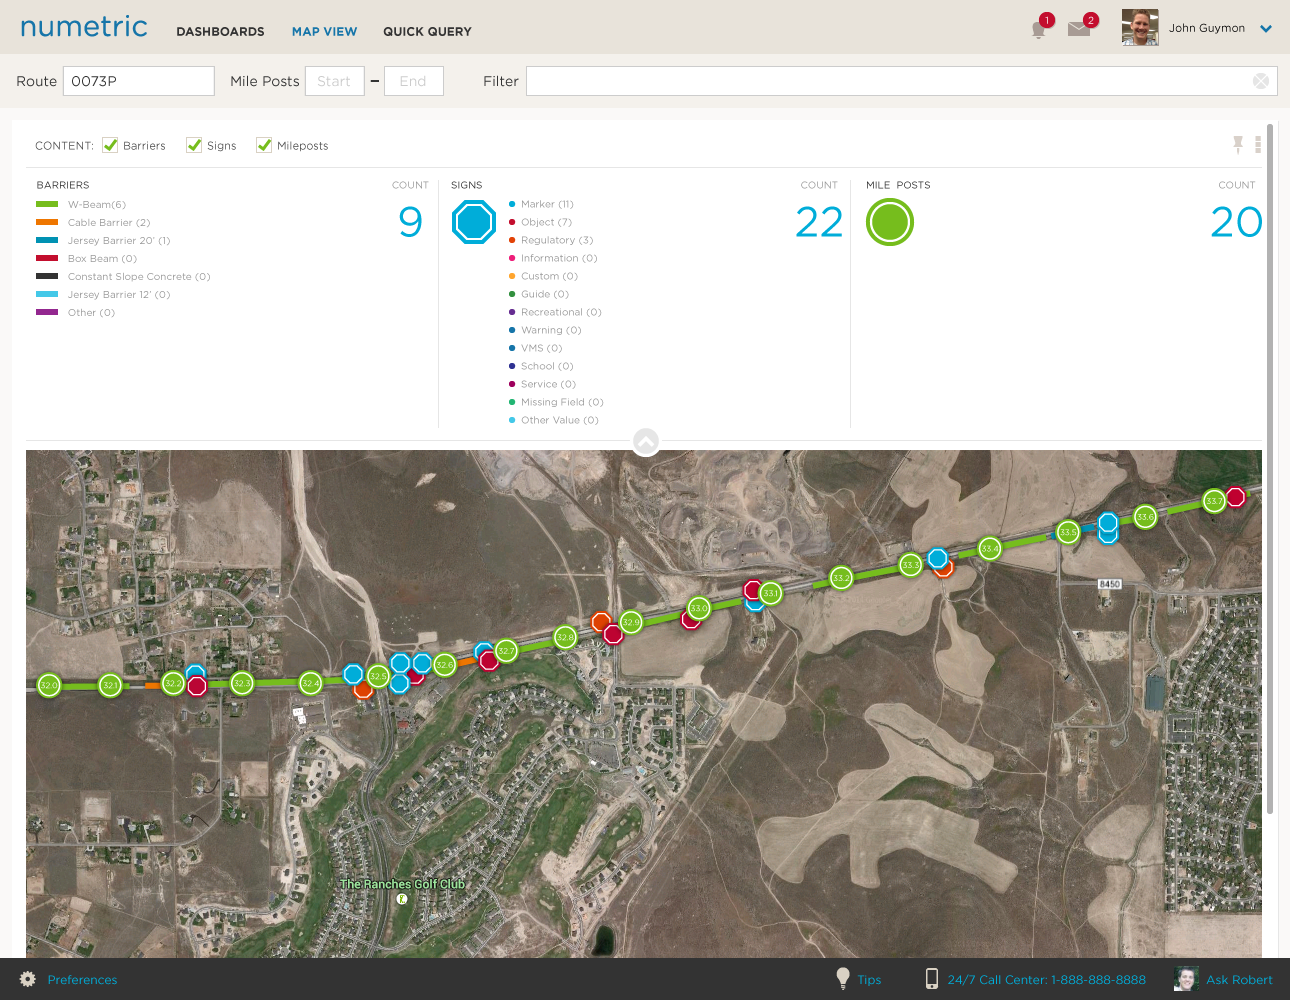 numetric DASHBOARDS MAP VIEW QUICK QUERY 1 2 John Guymon
Route 0073P Mile Posts Start – End Filter
CONTENT: Barriers Signs Mileposts
BARRIERS COUNT
W-Beam(6)
Cable Barrier (2)
Jersey Barrier 20' (1)
Box Beam (0)
Constant Slope Concrete (0)
Jersey Barrier 12' (0)
Other (0)
9
SIGNS COUNT
Marker (11)
Object (7)
Regulatory (3)
Information (0)
Custom (0)
Guide (0)
Recreational (0)
Warning (0)
VMS (0)
School (0)
Service (0)
Missing Field (0)
Other Value (0)
22
MILE POSTS COUNT
20
32.0 32.1 32.2 32.3 32.4 32.5 32.6 32.7 32.8 32.9 33.0 33.1 33.2 33.3 33.4 33.5 33.6 33.7
8450
The Ranches Golf Club
Preferences Tips 24/7 Call Center: 1-888-888-8888 Ask Robert